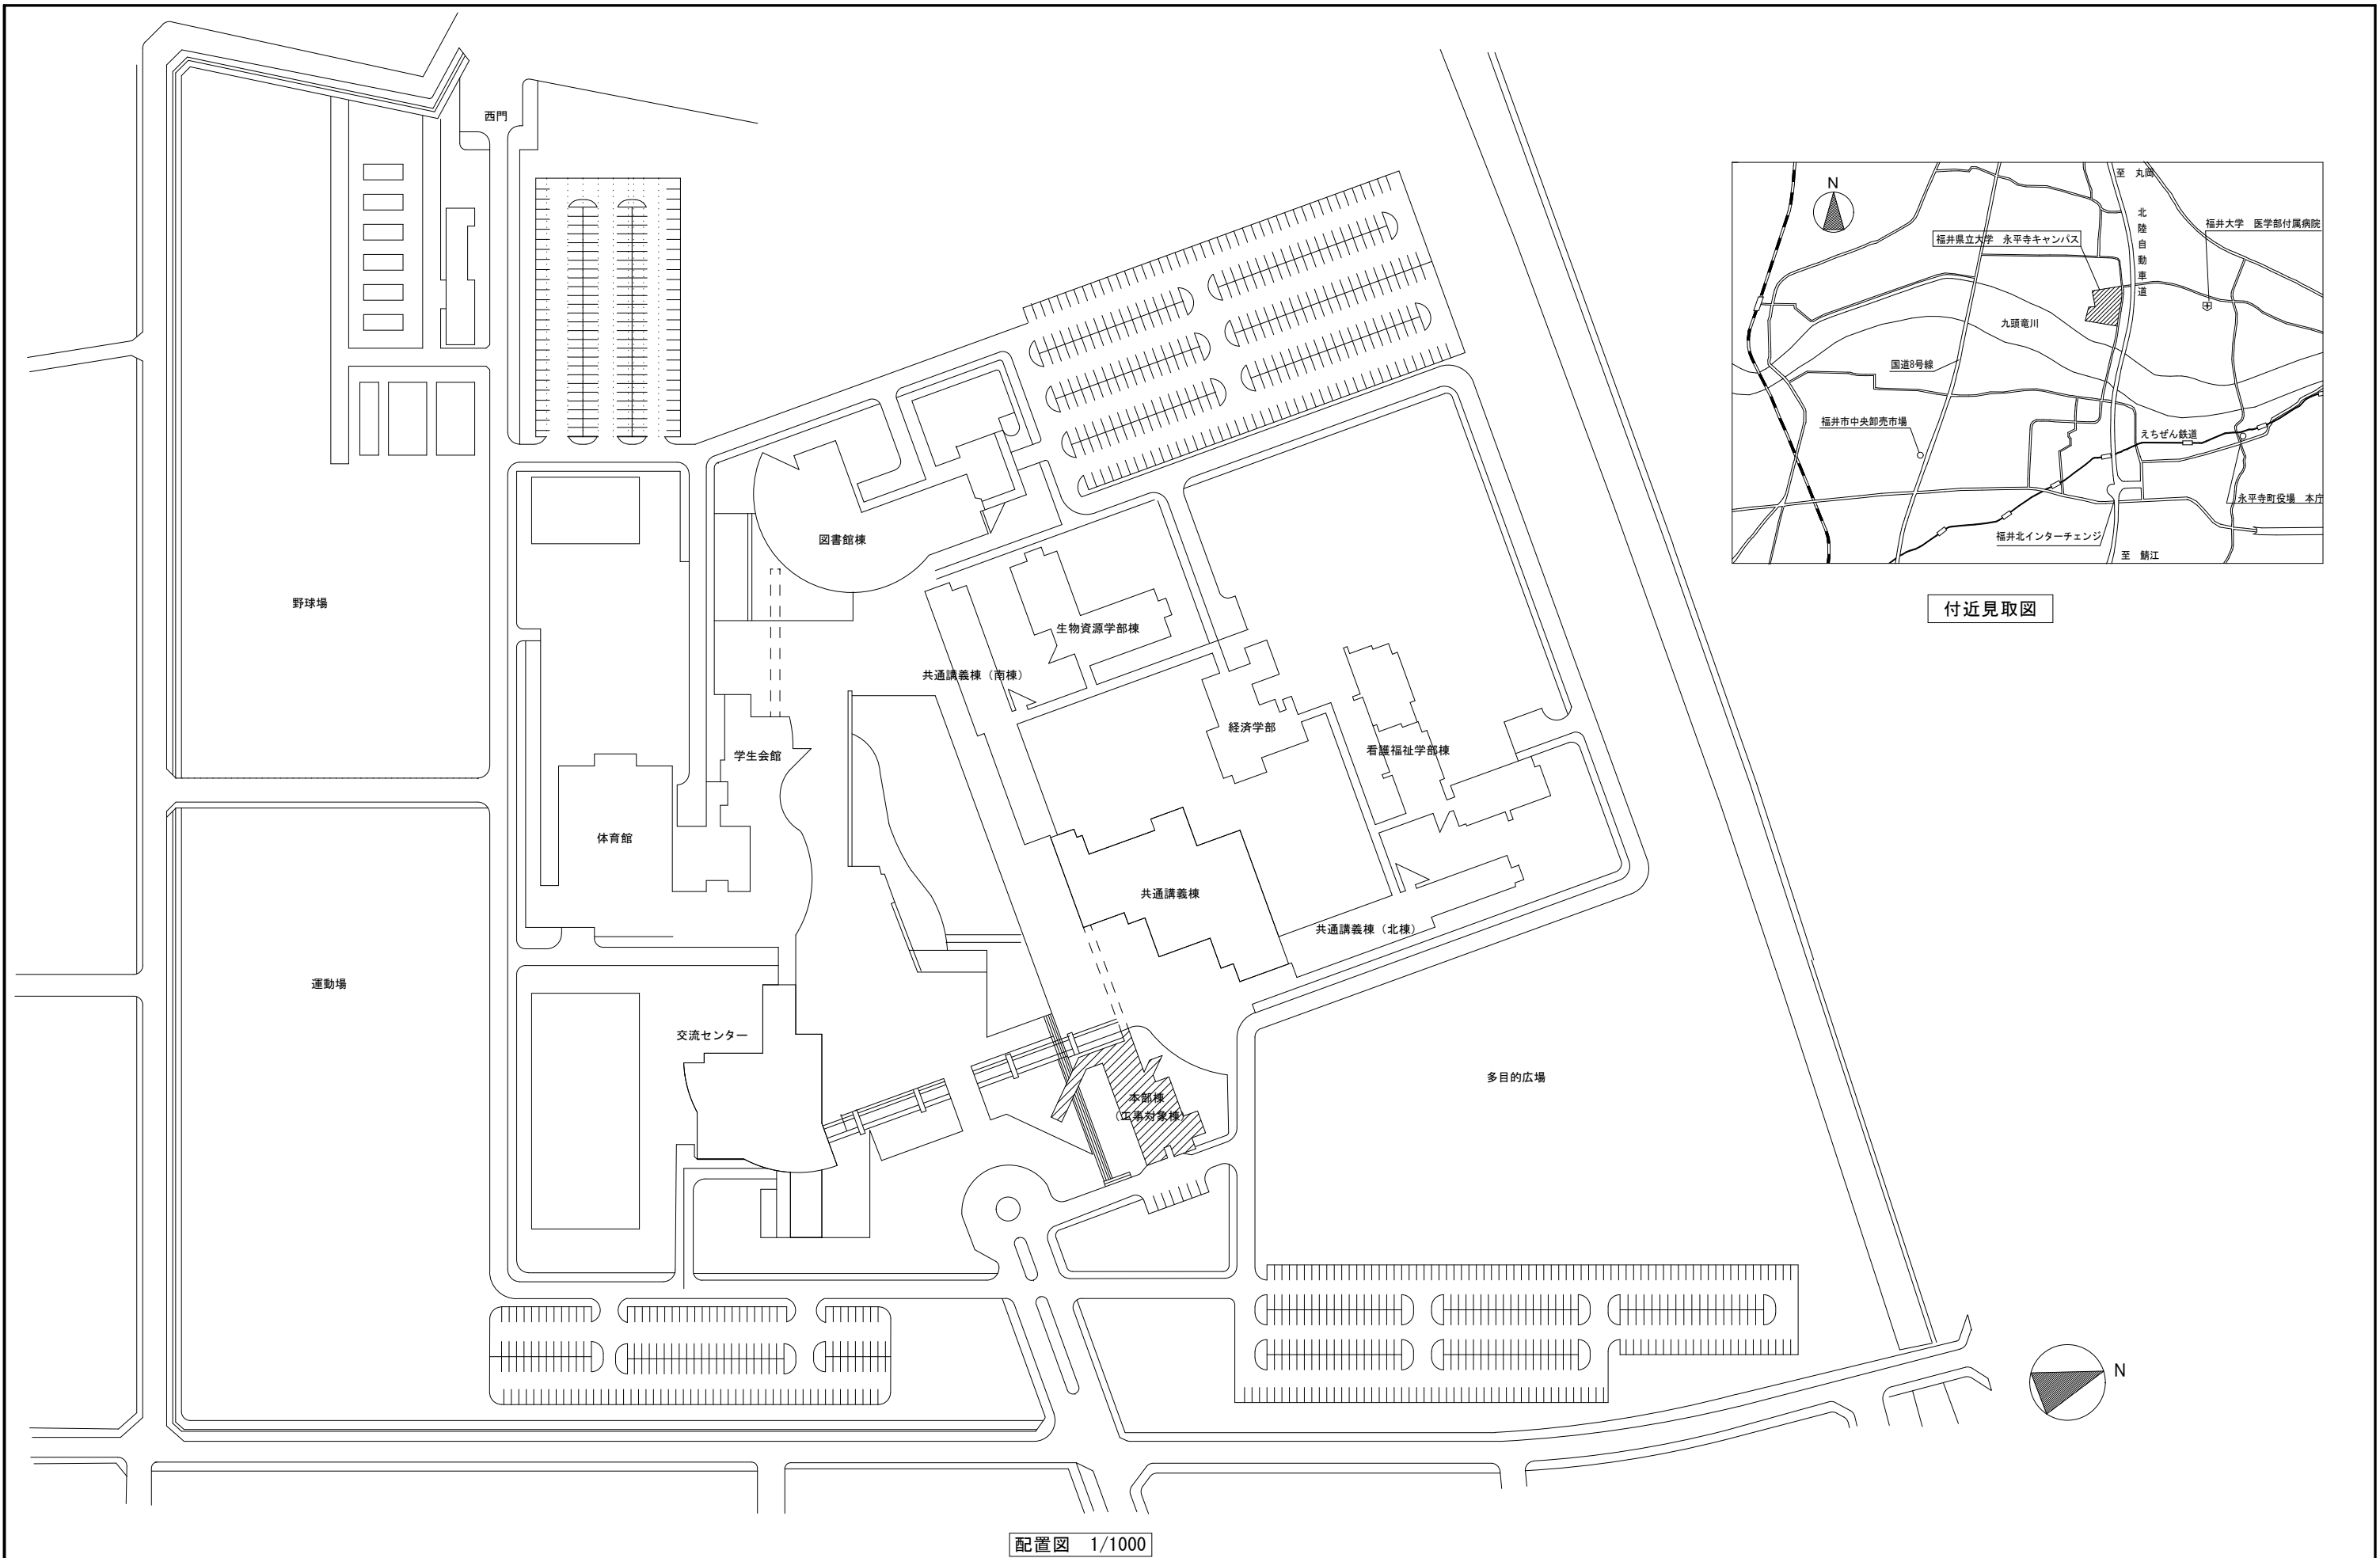 西門
野球場
運動場
図書館棟
生物資源学部棟
共通講義棟（南棟）
経済学部
看護福祉学部棟
学生会館
体育館
共通講義棟
共通講義棟（北棟）
交流センター
本部棟
（工事対象棟）
多目的広場
N
配置図　1/1000
N
至　丸岡
北陸自動車道
福井大学　医学部付属病院
福井県立大学　永平寺キャンパス
九頭竜川
国道8号線
福井市中央卸売市場
えちぜん鉄道
永平寺町役場　本庁
福井北インターチェンジ
至　鯖江
付近見取図